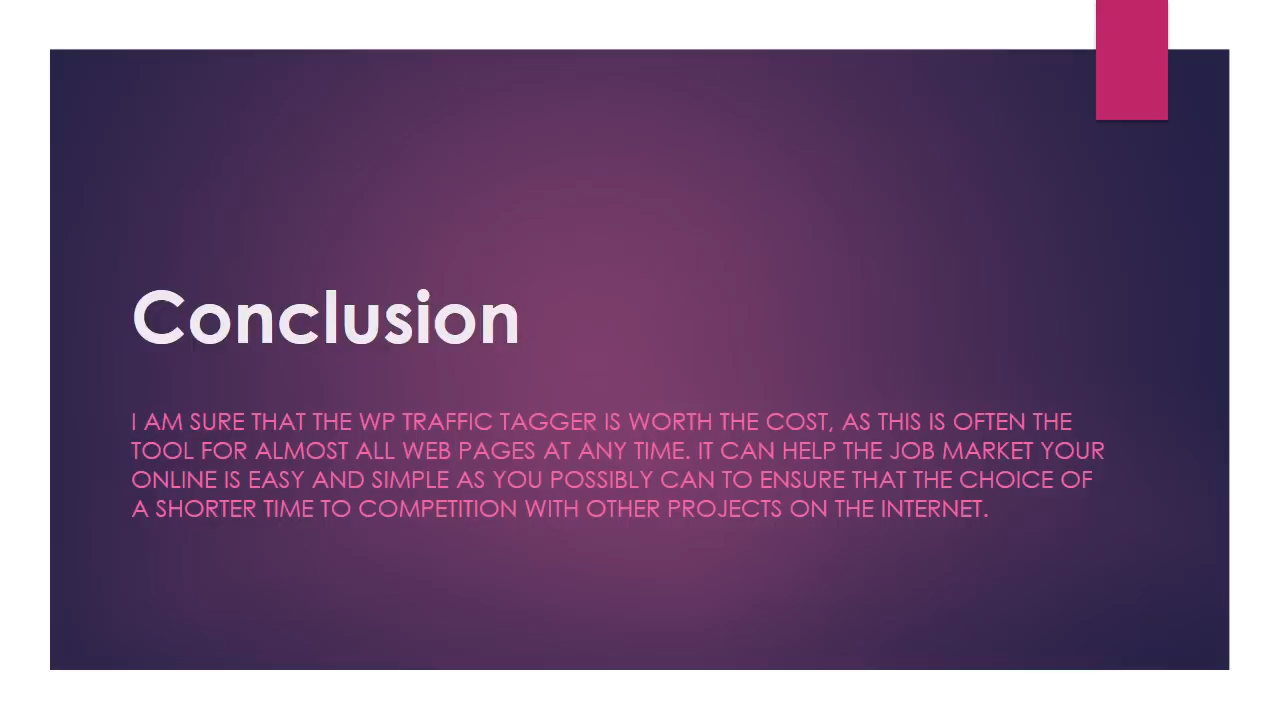 Conclusion
I AM SURE THAT THE WP TRAFFIC TAGGER IS WORTH THE COST, AS THIS IS OFTEN THE
TOOL FOR ALMOST ALL WEB PAGES AT ANY TIME. IT CAN HELP THE JOB MARKET YOUR
ONLINE IS EASY AND SIMPLE AS YOU POSSIBLY CAN TO ENSURE THAT THE CHOICE OF
A SHORTER TIME TO COMPETITION WITH OTHER PROJECTS ON THE INTERNET.